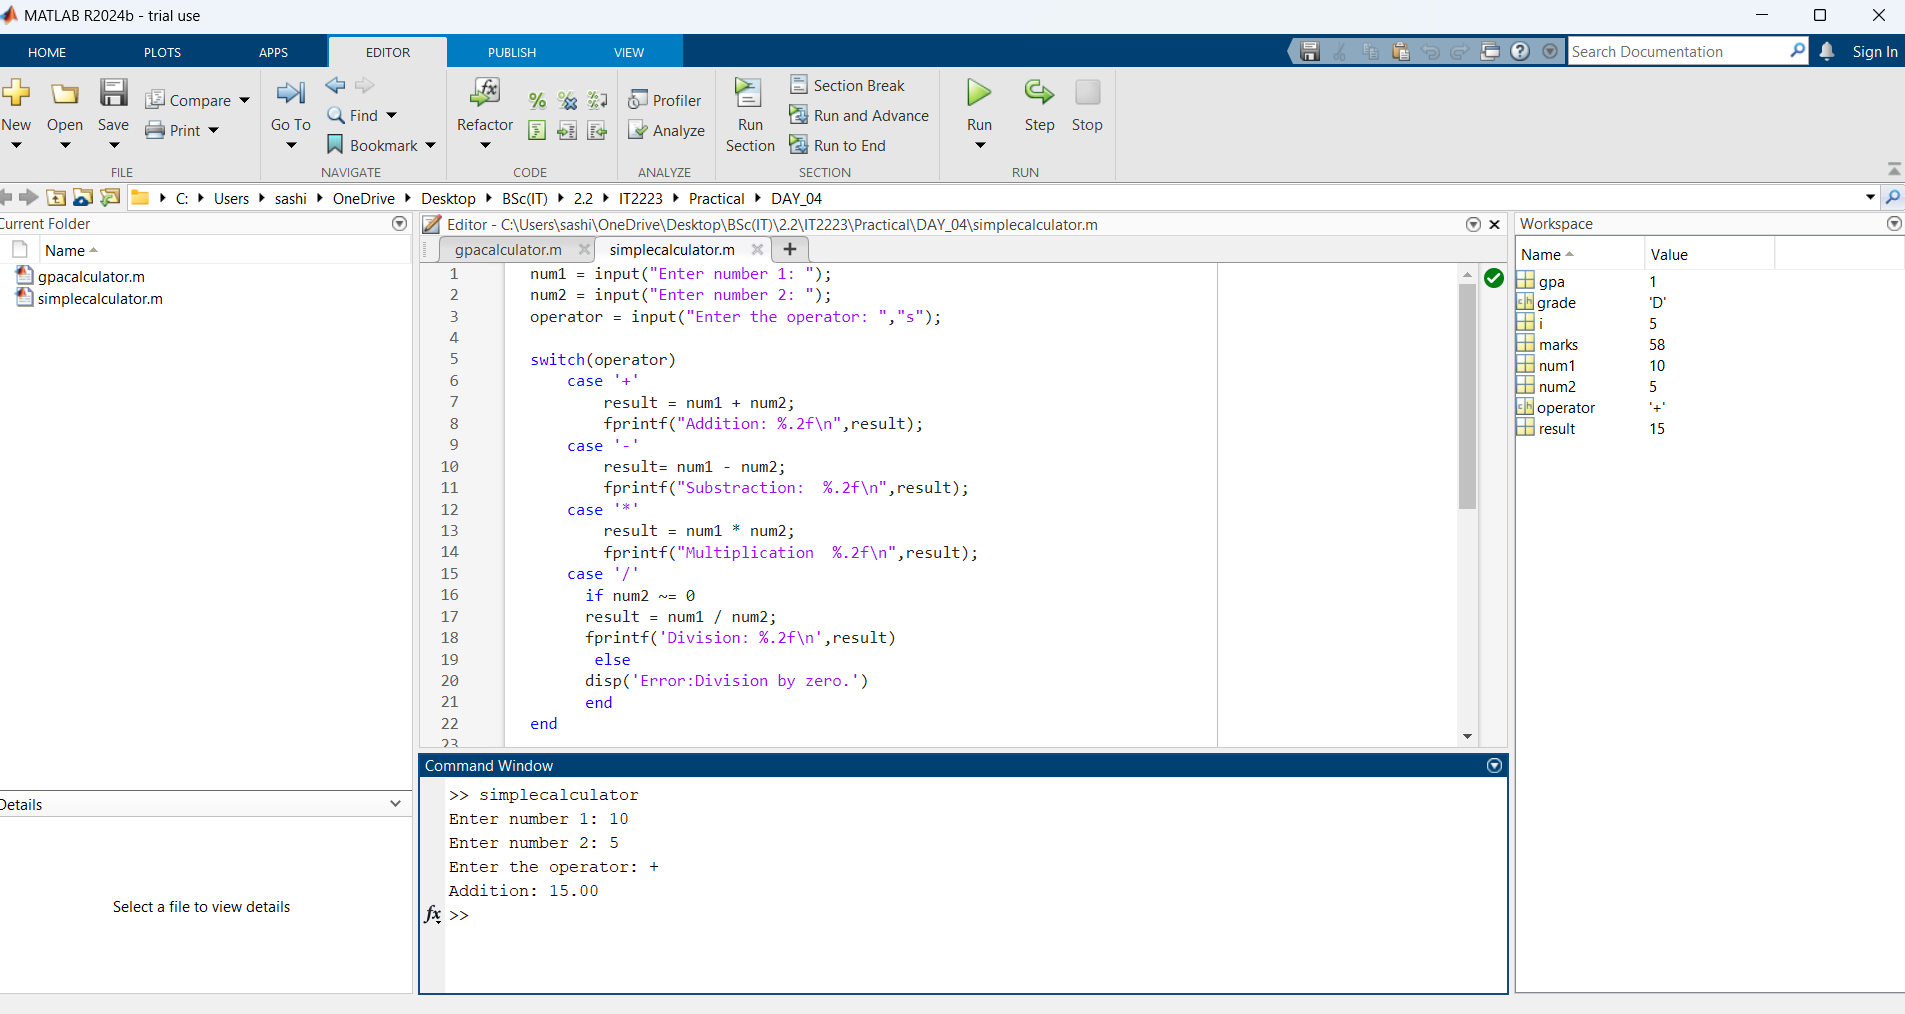 MATLAB R2024b - trial use
HOME PLOTS APPS EDITOR PUBLISH VIEW
Search Documentation
Sign In
New
Open
Save
Compare
Print
FILE
Go To
Find
Bookmark
NAVIGATE
Refactor
CODE
Profiler
Analyze
ANALYZE
Run
Section
Section Break
Run and Advance
Run to End
SECTION
Run
Step
Stop
RUN
C: Users sashi OneDrive Desktop BSc(IT) 2.2 IT2223 Practical DAY_04
Current Folder
Name
gpacalculator.m
simplecalculator.m
Details
Select a file to view details
Editor - C:\Users\sashi\OneDrive\Desktop\BSc(IT)\2.2\IT2223\Practical\DAY_04\simplecalculator.m
gpacalculator.m simplecalculator.m
1 num1 = input("Enter number 1: ");
2 num2 = input("Enter number 2: ");
3 operator = input("Enter the operator: ","s");
4
5 switch(operator)
6 case '+'
7 result = num1 + num2;
8 fprintf("Addition: %.2f\n",result);
9 case '-'
10 result= num1 - num2;
11 fprintf("Substraction:  %.2f\n",result);
12 case '*'
13 result = num1 * num2;
14 fprintf("Multiplication  %.2f\n",result);
15 case '/'
16 if num2 ~= 0
17 result = num1 / num2;
18 fprintf('Division: %.2f\n',result)
19 else
20 disp('Error:Division by zero.')
21 end
22 end
23
Command Window
>> simplecalculator
Enter number 1: 10
Enter number 2: 5
Enter the operator: +
Addition: 15.00
fx >>
Workspace
Name Value
gpa 1
grade 'D'
i 5
marks 58
num1 10
num2 5
operator '+'
result 15